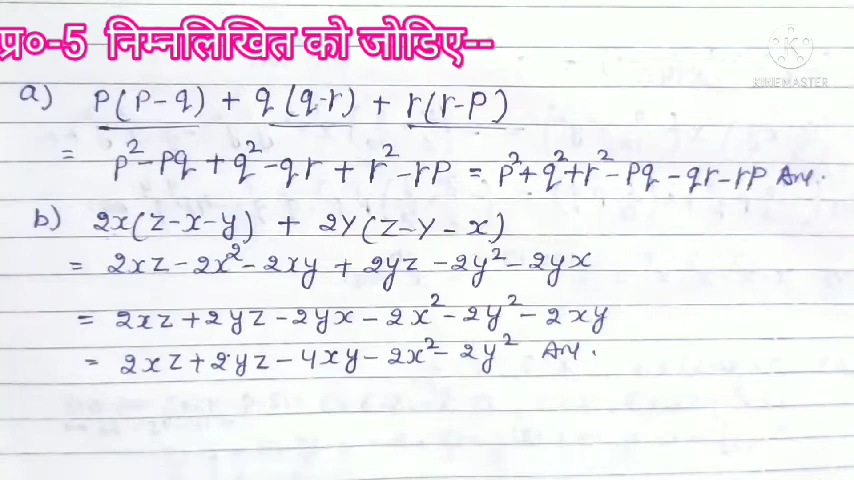 प्र०-5 निम्नलिखित को जोडिए--
KINEMASTER
a) P(P-q) + q(q-r) + r(r-P)
= P²-Pq+q²-qr+r²-rP = P²+q²+r²-Pq-qr-rP Ans.
b) 2x(z-x-y) + 2Y(z-Y-x)
= 2xz-2x²-2xy+2yz-2y²-2yx
= 2xz+2yz-2yx-2x²-2y²-2xy
= 2xz+2yz-4xy-2x²-2y² Ans.